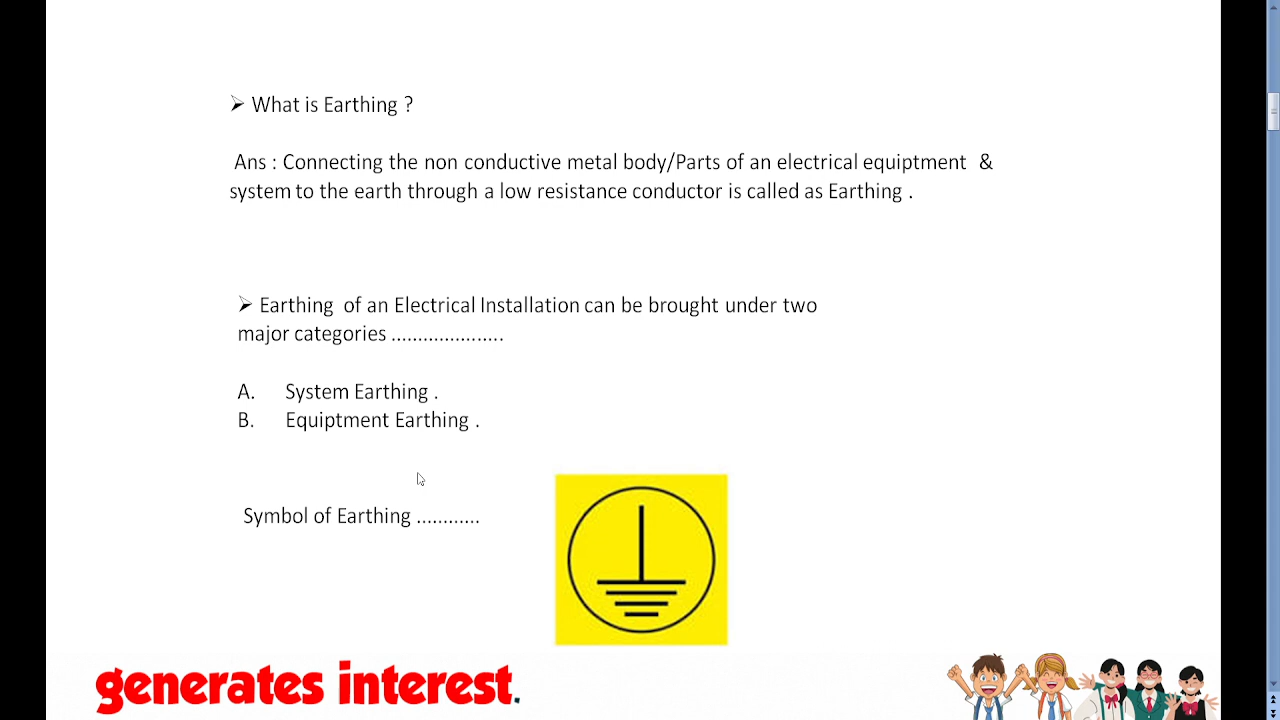 ➢ What is Earthing ?
Ans : Connecting the non conductive metal body/Parts of an electrical equiptment &
system to the earth through a low resistance conductor is called as Earthing .
➢ Earthing of an Electrical Installation can be brought under two
major categories .....................
A. System Earthing .
B. Equiptment Earthing .
Symbol of Earthing ............
generates interest.